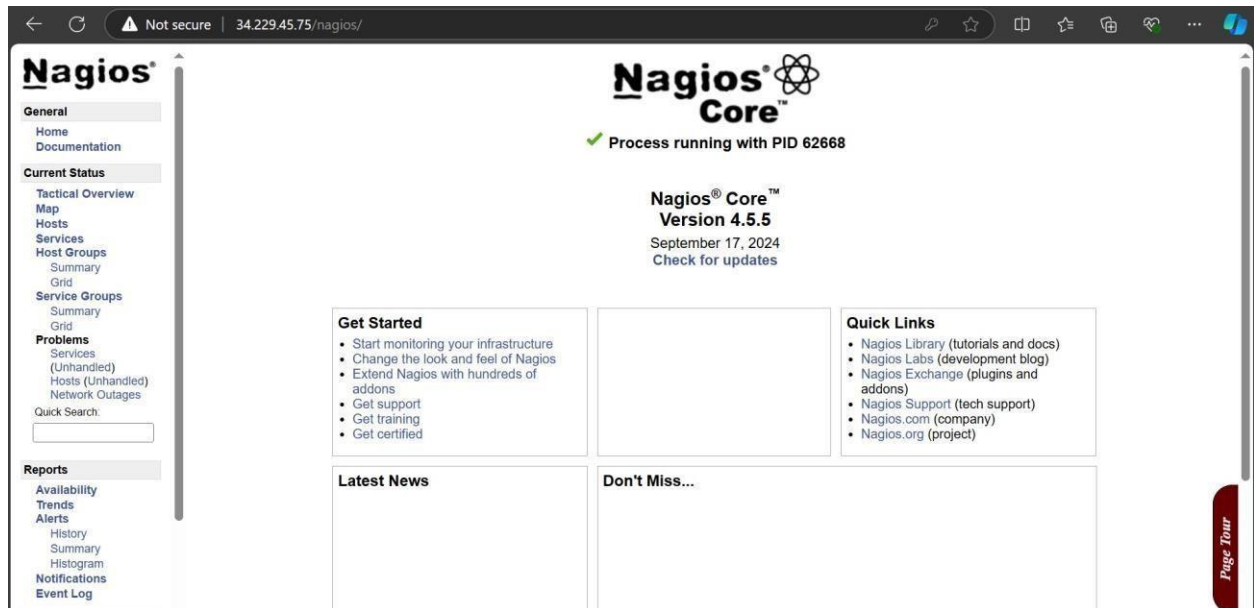 Not secure | 34.229.45.75/nagios/
Nagios®
General
Home
Documentation
Current Status
Tactical Overview
Map
Hosts
Services
Host Groups
Summary
Grid
Service Groups
Summary
Grid
Problems
Services
(Unhandled)
Hosts (Unhandled)
Network Outages
Quick Search:
Reports
Availability
Trends
Alerts
History
Summary
Histogram
Notifications
Event Log
Nagios®
Core™
Process running with PID 62668
Nagios® Core™
Version 4.5.5
September 17, 2024
Check for updates
Get Started
• Start monitoring your infrastructure
• Change the look and feel of Nagios
• Extend Nagios with hundreds of
addons
• Get support
• Get training
• Get certified
Quick Links
• Nagios Library (tutorials and docs)
• Nagios Labs (development blog)
• Nagios Exchange (plugins and
addons)
• Nagios Support (tech support)
• Nagios.com (company)
• Nagios.org (project)
Latest News
Don't Miss...
Page Tour